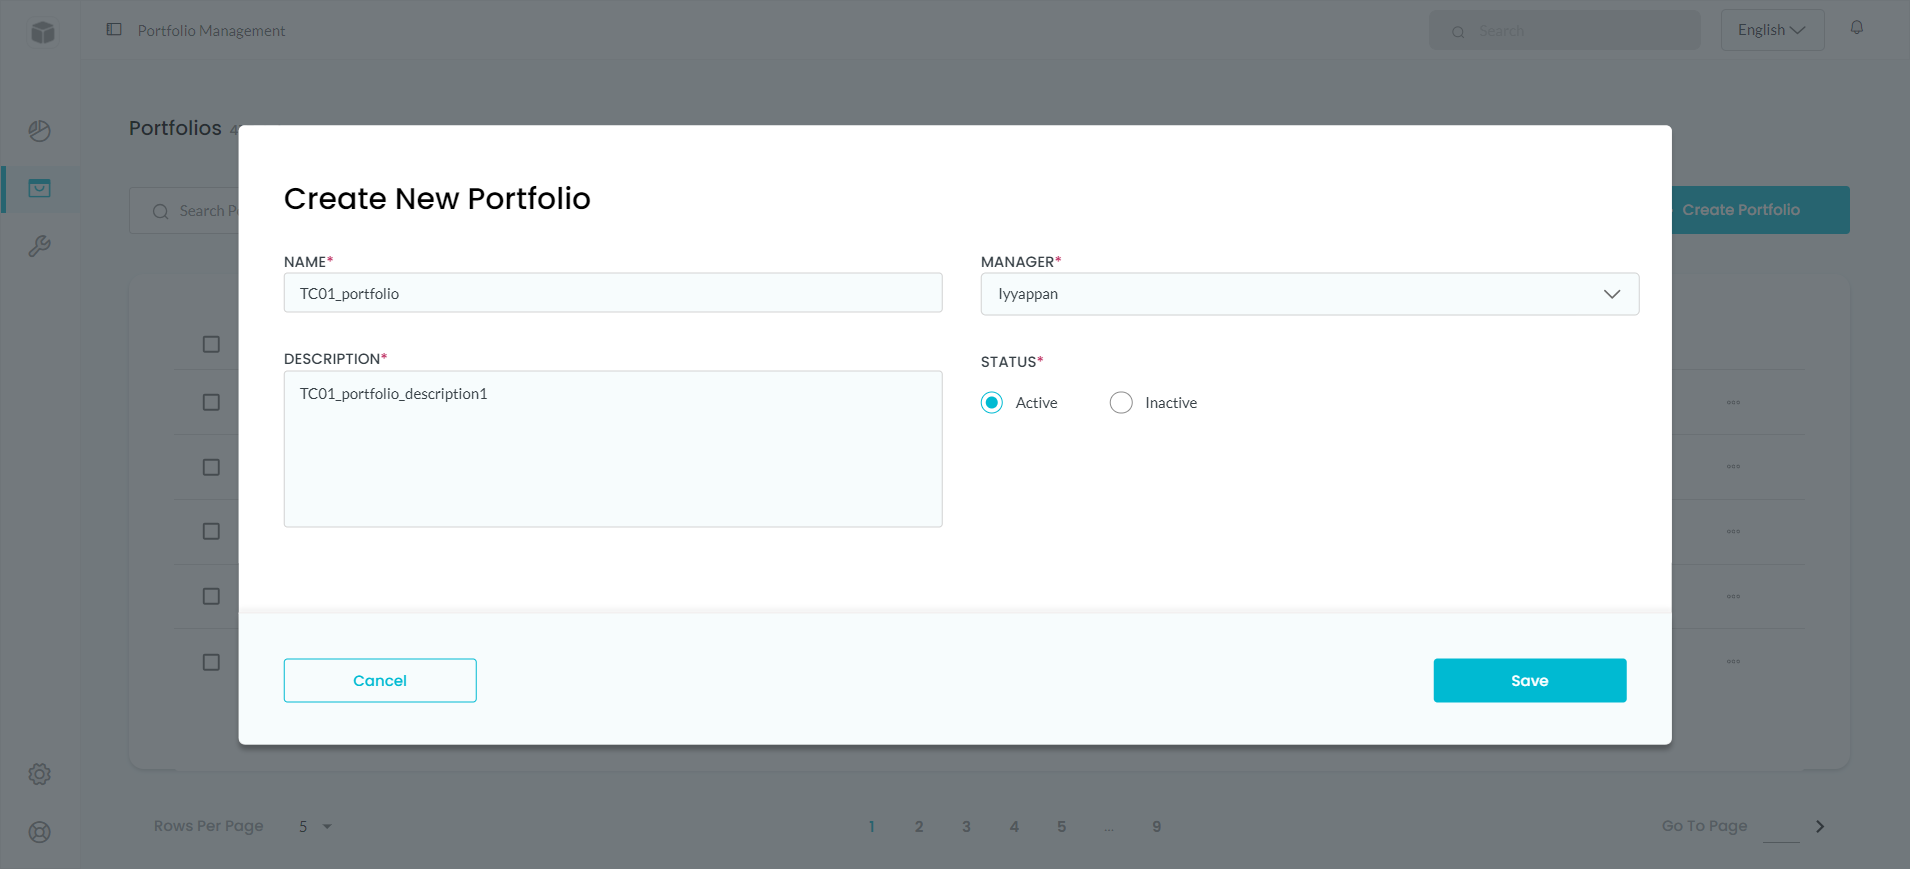 Portfolio Management
Search
English
Portfolios
Search
Create Portfolio
Create New Portfolio
NAME*
MANAGER*
TC01_portfolio
Iyyappan
DESCRIPTION*
STATUS*
TC01_portfolio_description1
Active
Inactive
Cancel
Save
Rows Per Page
5
1 2 3 4 5 ... 9
Go To Page